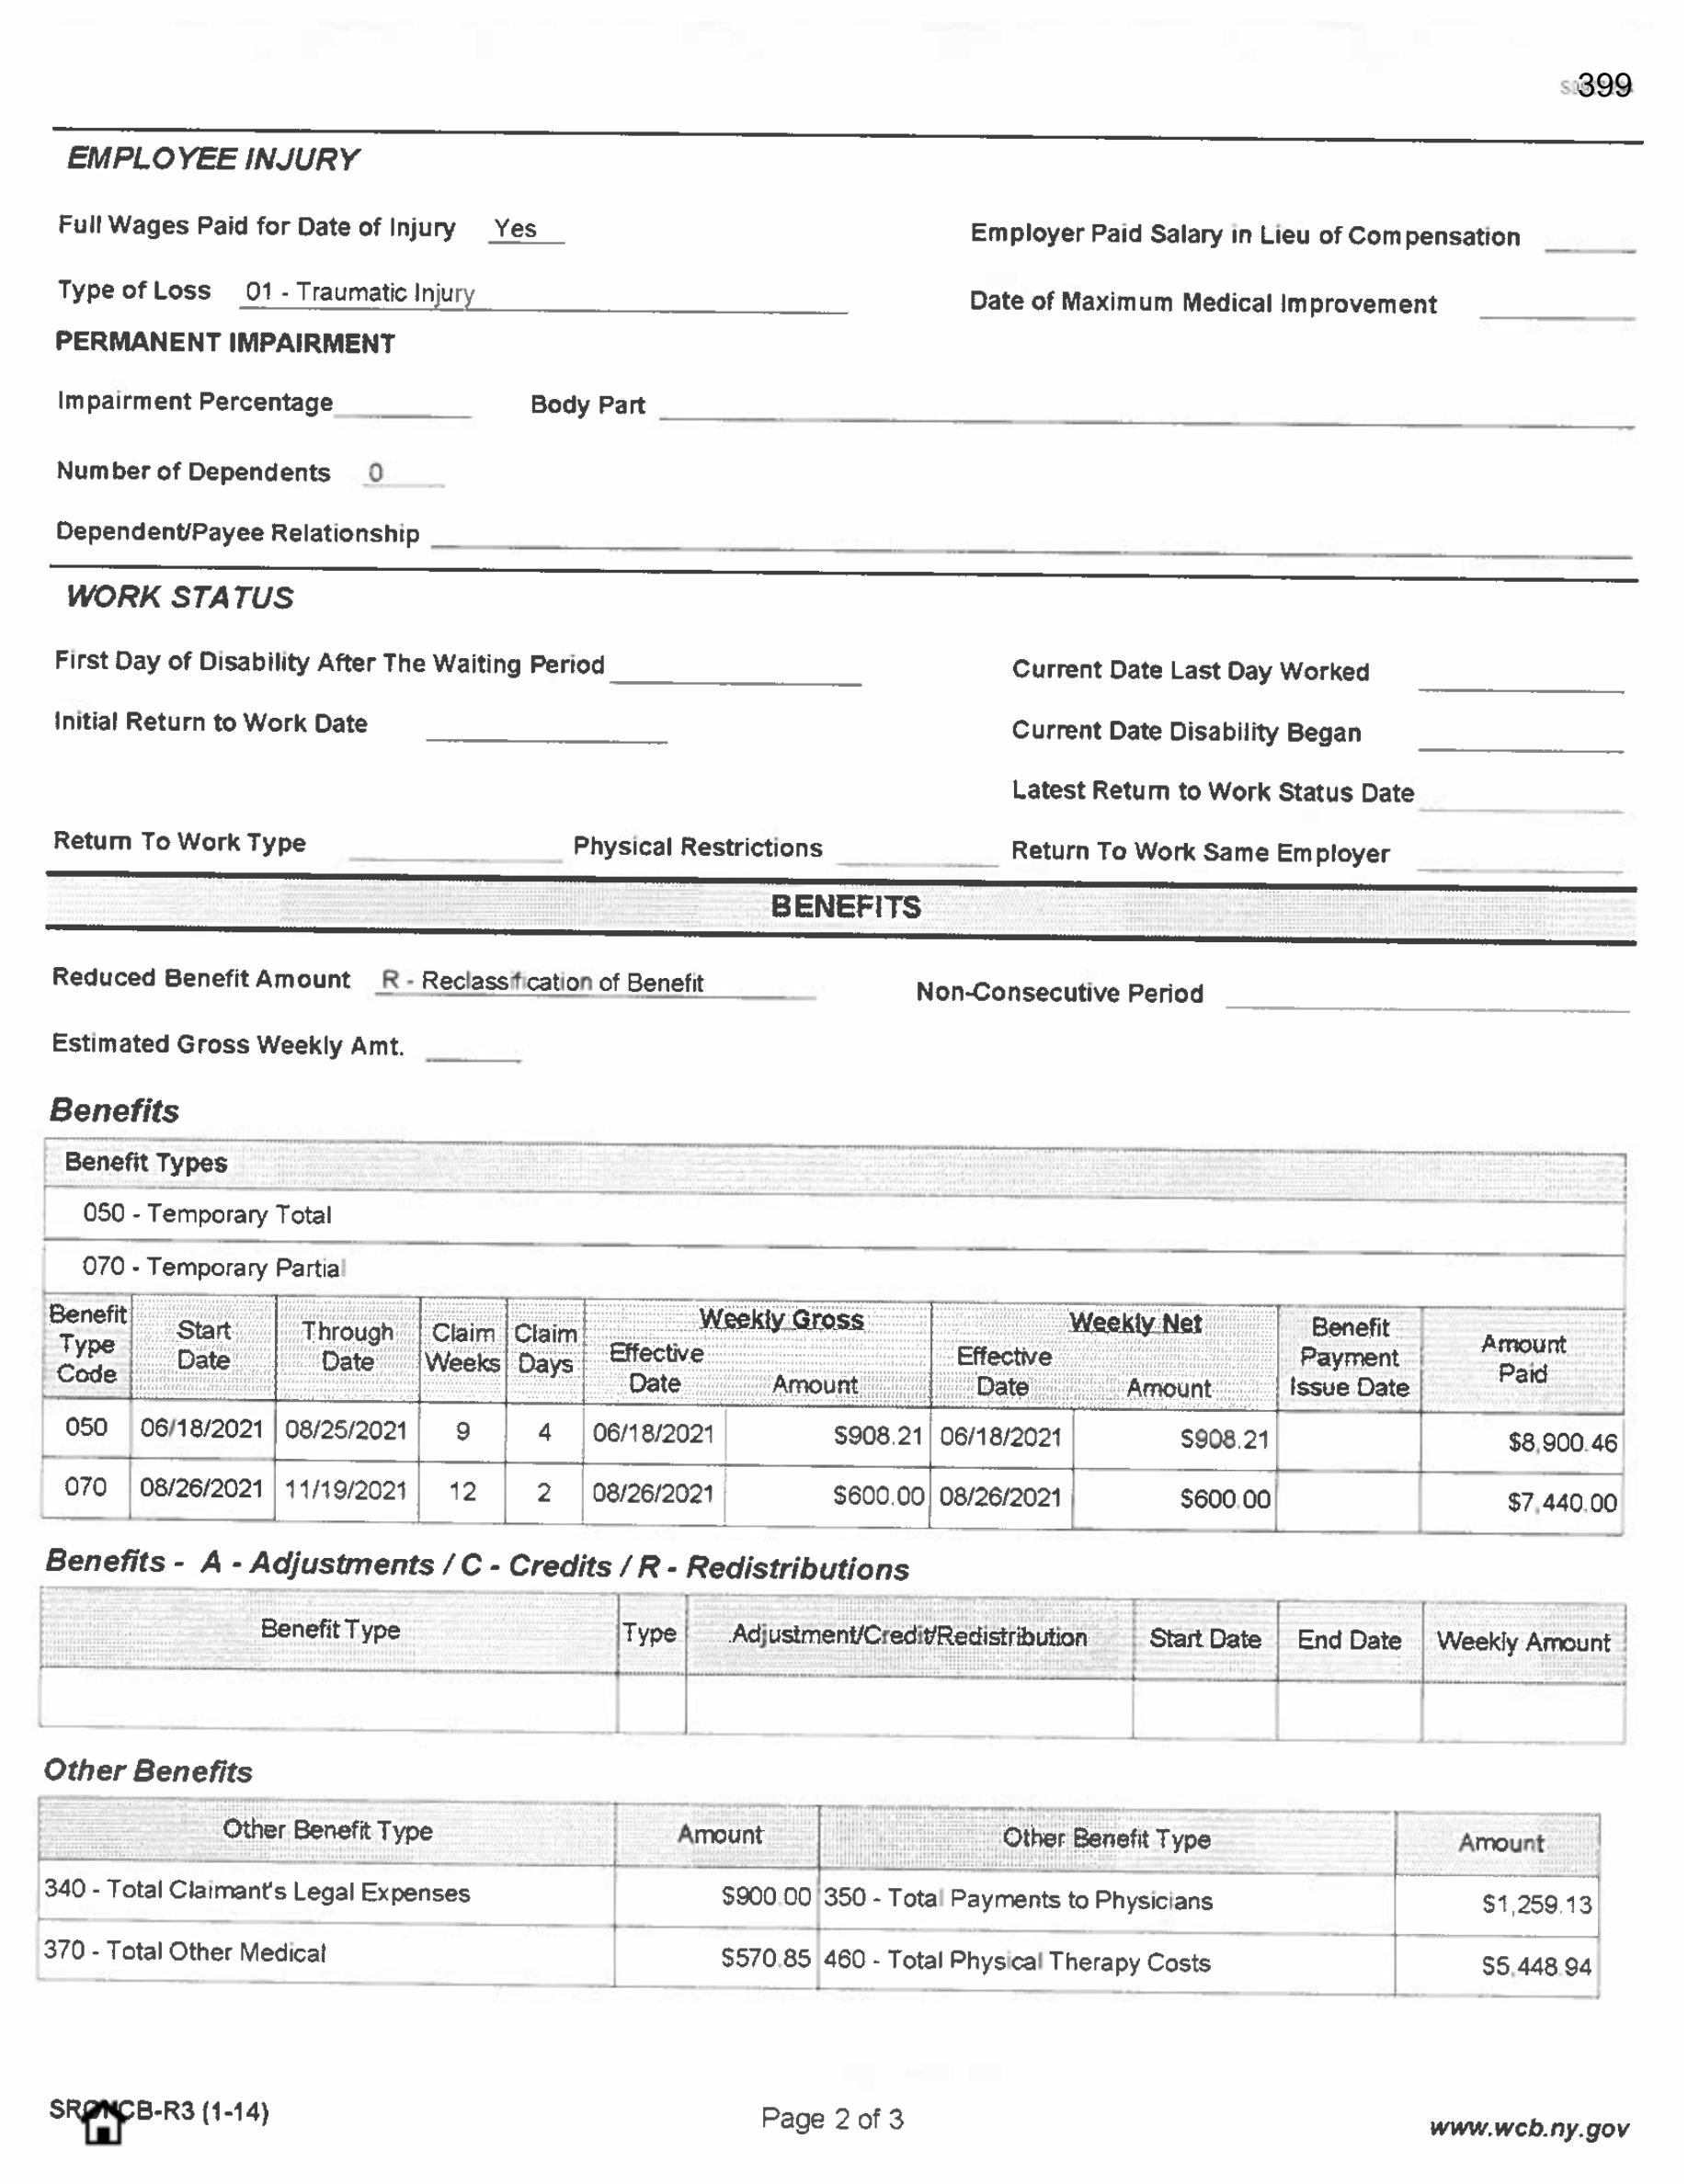 399
EMPLOYEE INJURY
Full Wages Paid for Date of Injury Yes
Employer Paid Salary in Lieu of Compensation
Type of Loss 01 - Traumatic Injury
Date of Maximum Medical Improvement
PERMANENT IMPAIRMENT
Impairment Percentage Body Part
Number of Dependents 0
Dependent/Payee Relationship
WORK STATUS
First Day of Disability After The Waiting Period
Current Date Last Day Worked
Initial Return to Work Date
Current Date Disability Began
Latest Return to Work Status Date
Return To Work Type Physical Restrictions Return To Work Same Employer
BENEFITS
Reduced Benefit Amount R - Reclassification of Benefit Non-Consecutive Period
Estimated Gross Weekly Amt.
Benefits
Benefit Types
050 - Temporary Total
070 - Temporary Partial
Benefit Type Code Start Date Through Date Claim Weeks Claim Days Weekly Gross Effective Date Amount Weekly Net Effective Date Amount Benefit Payment Issue Date Amount Paid
050 06/18/2021 08/25/2021 9 4 06/18/2021 $908.21 06/18/2021 $908.21 $8,900.46
070 08/26/2021 11/19/2021 12 2 08/26/2021 $600.00 08/26/2021 $600.00 $7,440.00
Benefits - A - Adjustments / C - Credits / R - Redistributions
Benefit Type Type Adjustment/Credit/Redistribution Start Date End Date Weekly Amount
Other Benefits
Other Benefit Type Amount Other Benefit Type Amount
340 - Total Claimant's Legal Expenses $900.00 350 - Total Payments to Physicians $1,259.13
370 - Total Other Medical $570.85 460 - Total Physical Therapy Costs $5,448.94
SRONCB-R3 (1-14) Page 2 of 3 www.wcb.ny.gov